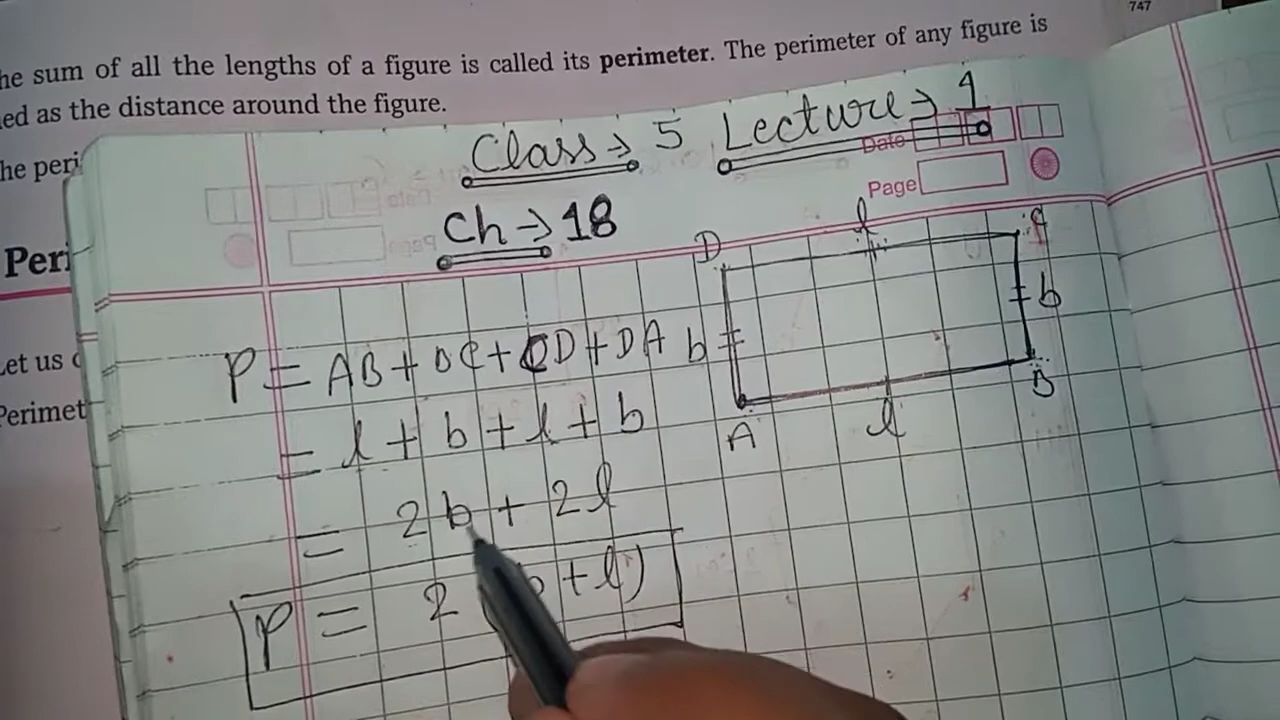 747
he sum of all the lengths of a figure is called its perimeter. The perimeter of any figure is
ed as the distance around the figure.
he peri
Class → 5 Lecture → 1
Date
Page
Ch → 18
Peri
Let us
Perimet
D l C
b b
A l B
P = AB + BC + CD + DA
= l + b + l + b
= 2b + 2l
P = 2 (b + l)